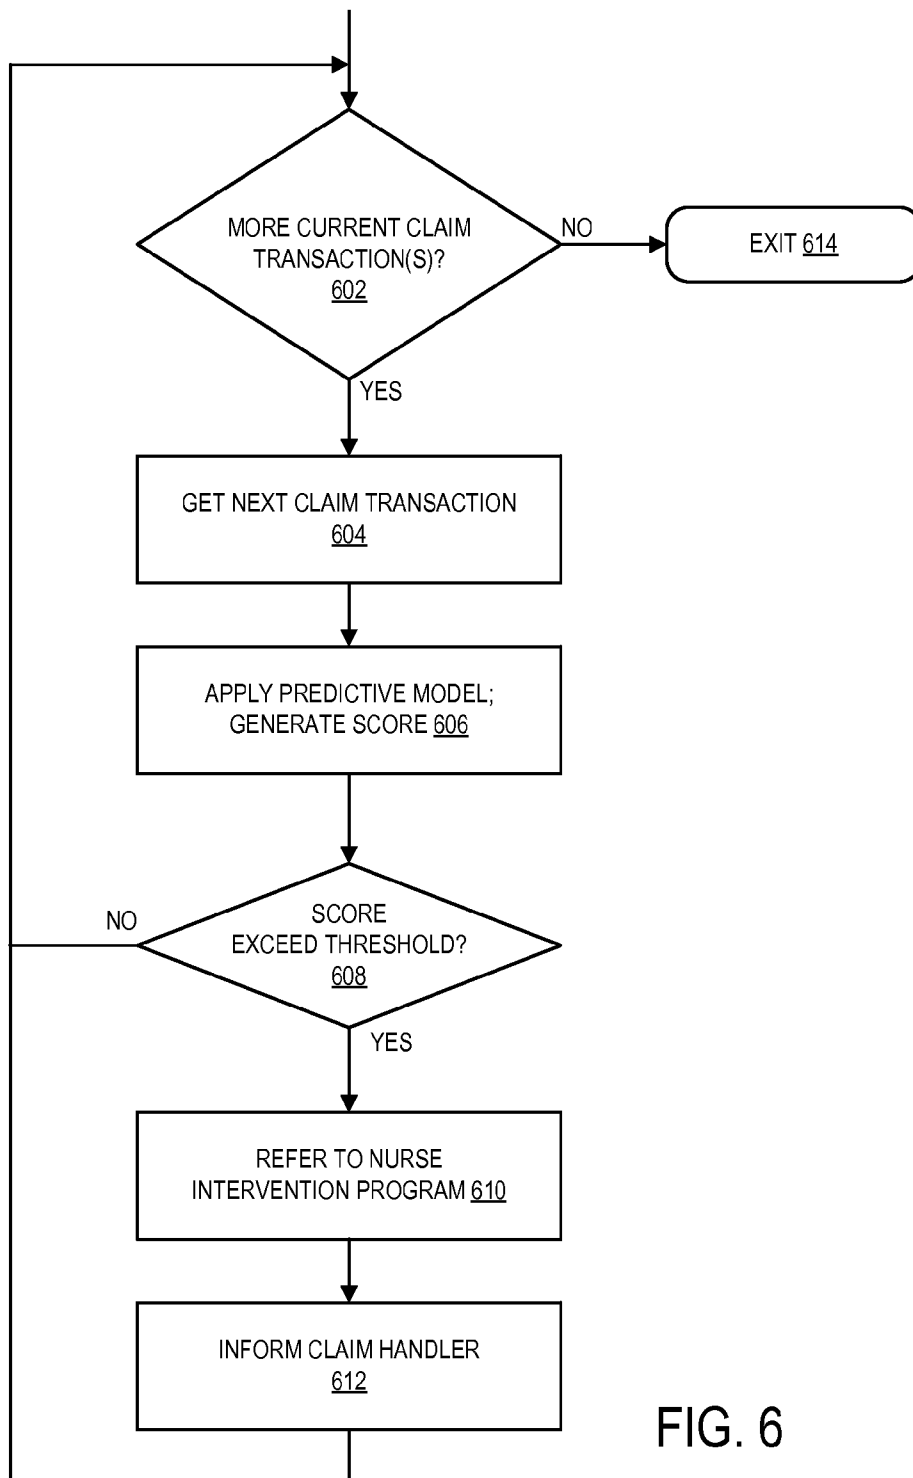 MORE CURRENT CLAIM
TRANSACTION(S)?
602
NO
EXIT 614
YES
GET NEXT CLAIM TRANSACTION
604
APPLY PREDICTIVE MODEL;
GENERATE SCORE 606
NO
SCORE
EXCEED THRESHOLD?
608
YES
REFER TO NURSE
INTERVENTION PROGRAM 610
INFORM CLAIM HANDLER
612
FIG. 6